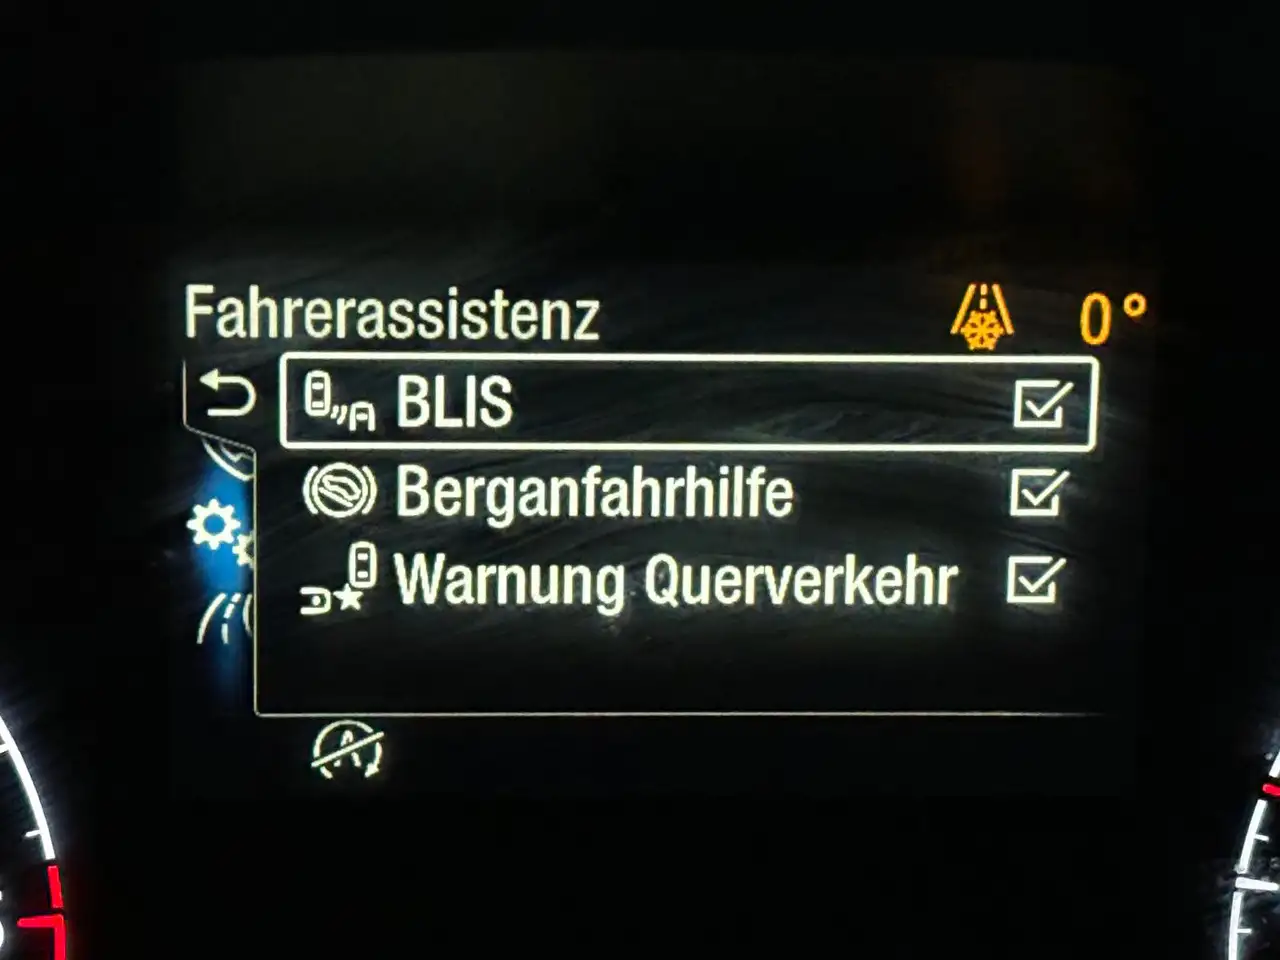 Fahrerassistenz 0°
BLIS
Berganfahrhilfe
Warnung Querverkehr